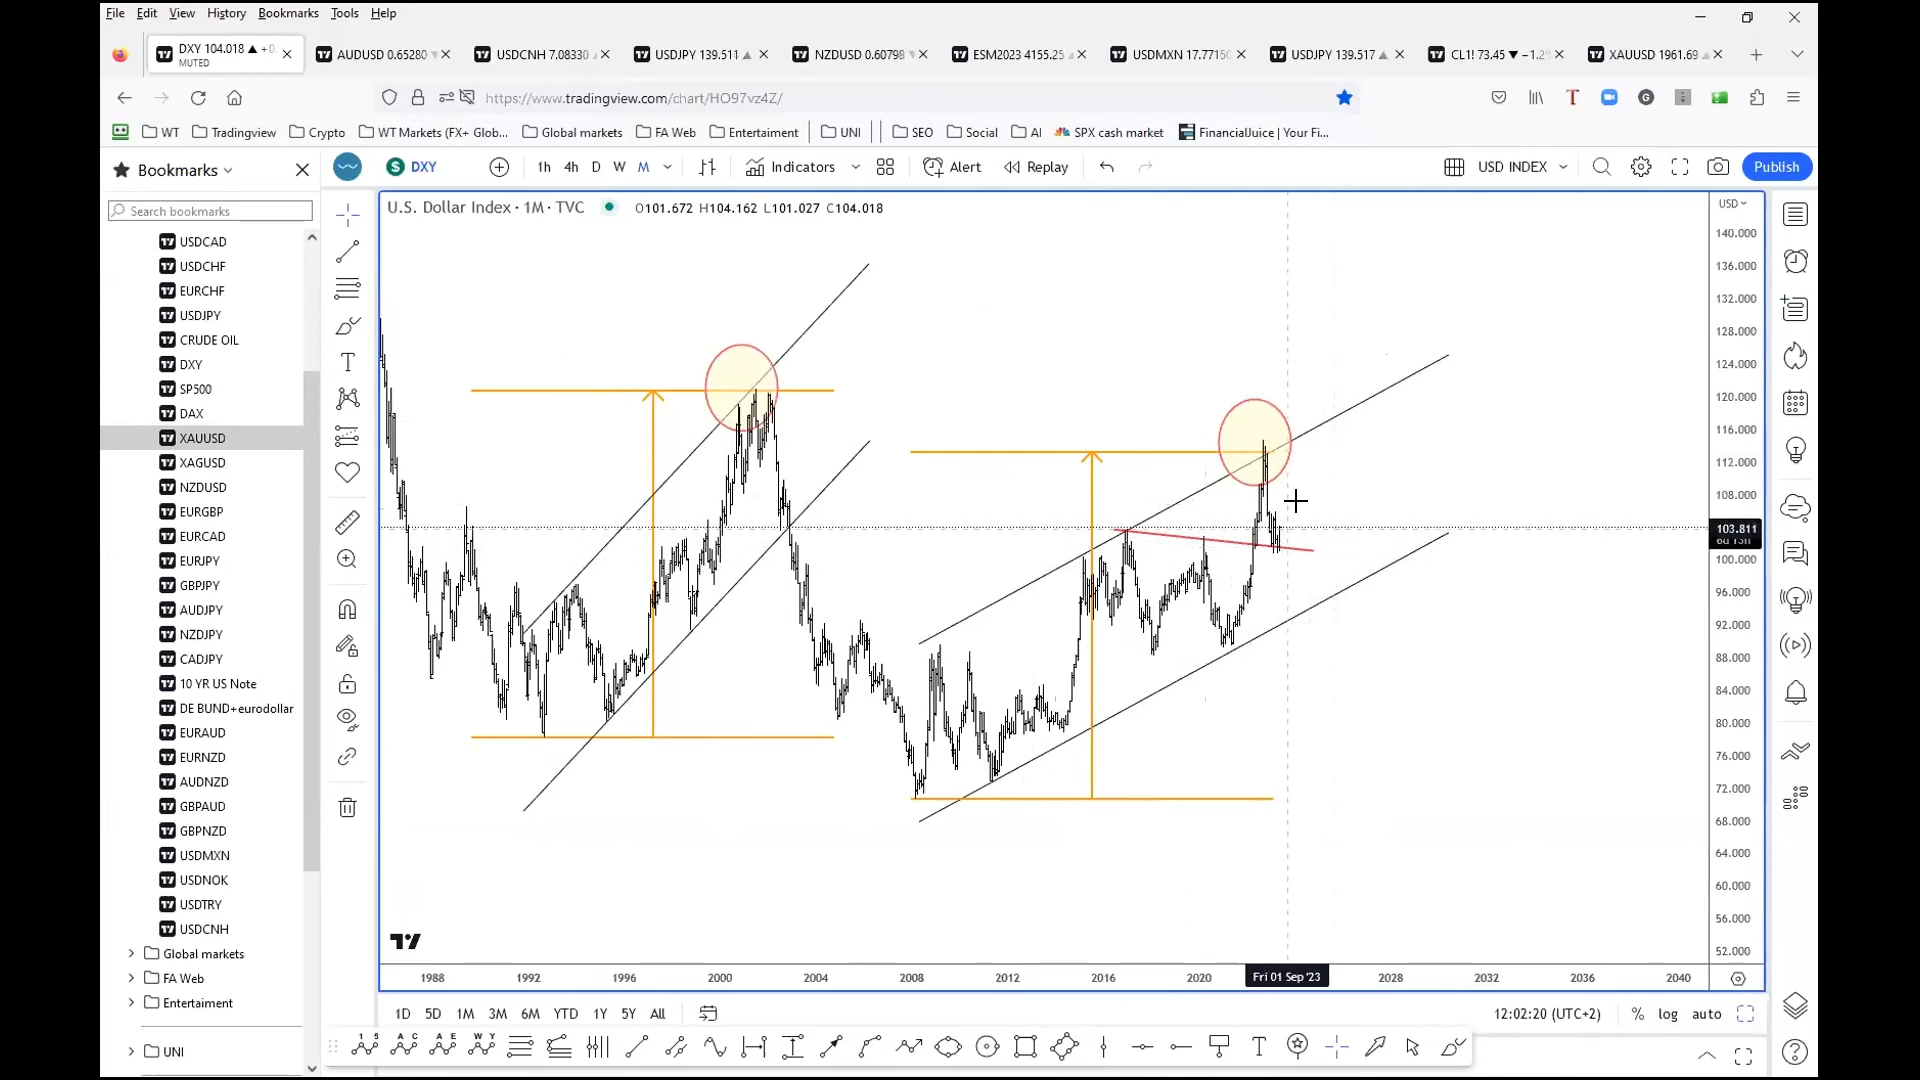 File Edit View History Bookmarks Tools Help
DXY 104.018 ▲ +0.
MUTED
AUDUSD 0.65280
USDCNH 7.08330
USDJPY 139.511 ▲
NZDUSD 0.60798
ESM2023 4155.25
USDMXN 17.7715
USDJPY 139.517
CL1! 73.45 ▼ −1.2
XAUUSD 1961.69
https://www.tradingview.com/chart/HO97vz4Z/
WT Tradingview Crypto WT Markets (FX+ Glob... Global markets FA Web Entertaiment UNI SEO Social AI SPX cash market FinancialJuice | Your Fi...
Bookmarks
Search bookmarks
USDCAD
USDCHF
EURCHF
USDJPY
CRUDE OIL
DXY
SP500
DAX
XAUUSD
XAGUSD
NZDUSD
EURGBP
EURCAD
EURJPY
GBPJPY
AUDJPY
NZDJPY
CADJPY
10 YR US Note
DE BUND+eurodollar
EURAUD
EURNZD
AUDNZD
GBPAUD
GBPNZD
USDMXN
USDNOK
USDTRY
USDCNH
Global markets
FA Web
Entertaiment
UNI
DXY 1h 4h D W M Indicators Alert Replay USD INDEX Publish
U.S. Dollar Index · 1M · TVC O101.672 H104.162 L101.027 C104.018
USD
140.000
136.000
132.000
128.000
124.000
120.000
116.000
112.000
108.000
103.811
6d 13h
100.000
96.000
92.000
88.000
84.000
80.000
76.000
72.000
68.000
64.000
60.000
56.000
52.000
1988 1992 1996 2000 2004 2008 2012 2016 2020 Fri 01 Sep '23 2028 2032 2036 2040
1D 5D 1M 3M 6M YTD 1Y 5Y All 12:02:20 (UTC+2) % log auto